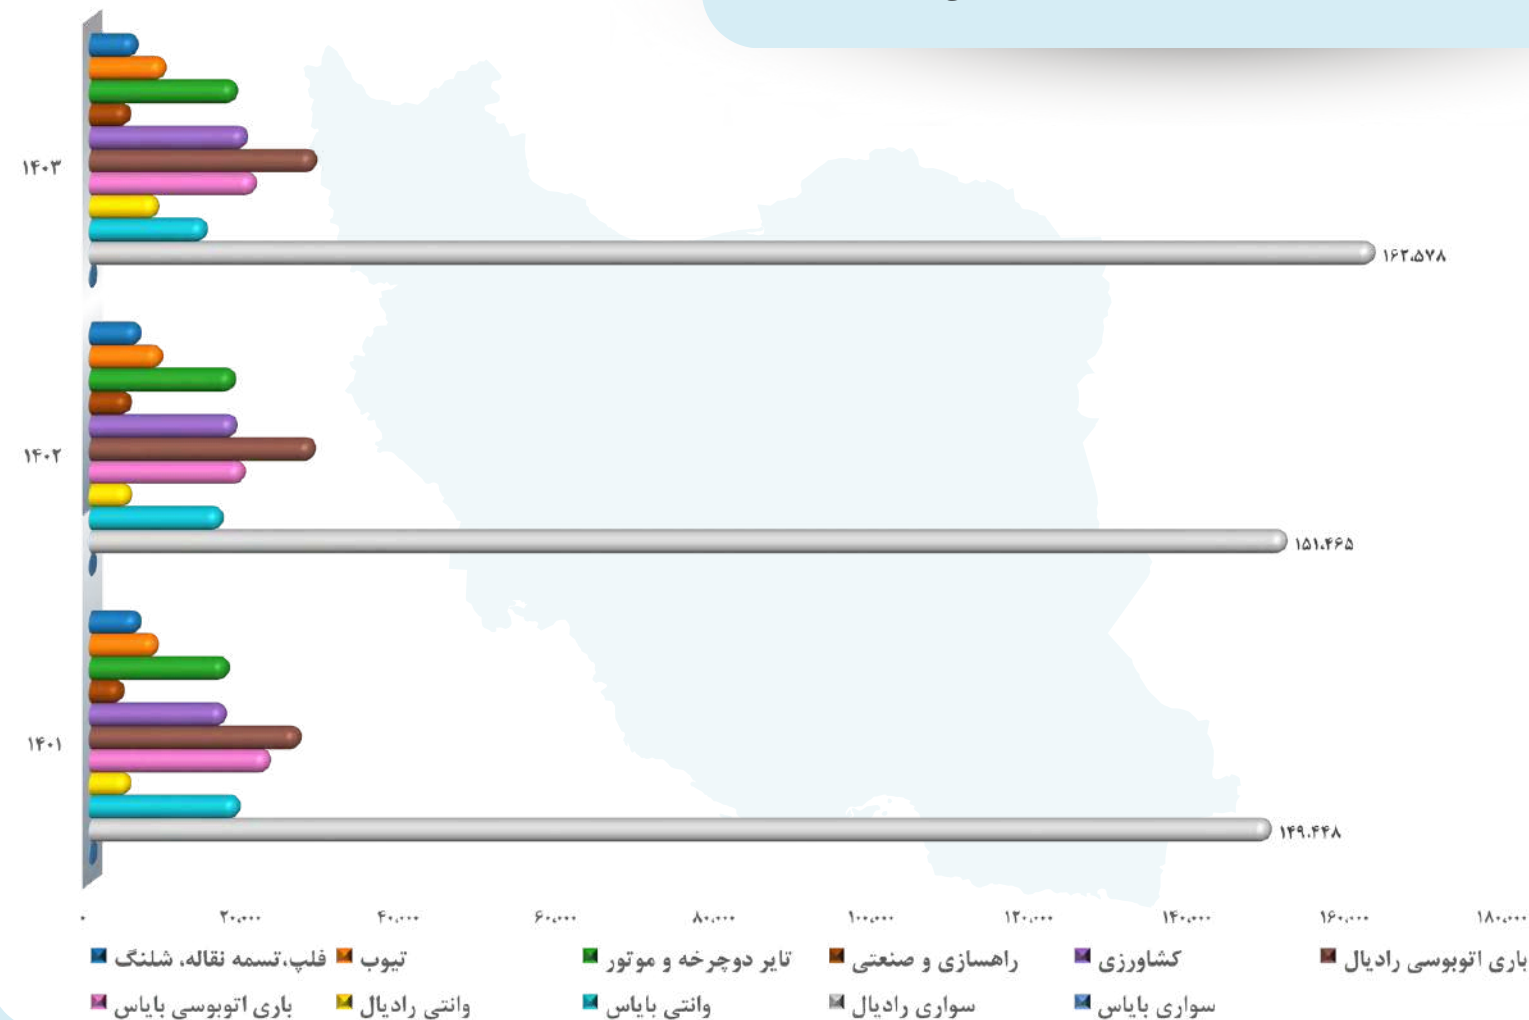 ۱۴۰۳
۱۶۲،۵۷۸
۱۴۰۲
۱۵۱،۴۶۵
۱۴۰۱
۱۴۹،۴۴۸
۰ ۲۰،۰۰۰ ۴۰،۰۰۰ ۶۰،۰۰۰ ۸۰،۰۰۰ ۱۰۰،۰۰۰ ۱۲۰،۰۰۰ ۱۴۰،۰۰۰ ۱۶۰،۰۰۰ ۱۸۰،۰۰۰
باری اتوبوسی رادیال کشاورزی راهسازی و صنعتی تایر دوچرخه و موتور تیوب فلپ،تسمه نقاله، شلنگ
سواری بایاس سواری رادیال وانتی بایاس وانتی رادیال باری اتوبوسی بایاس